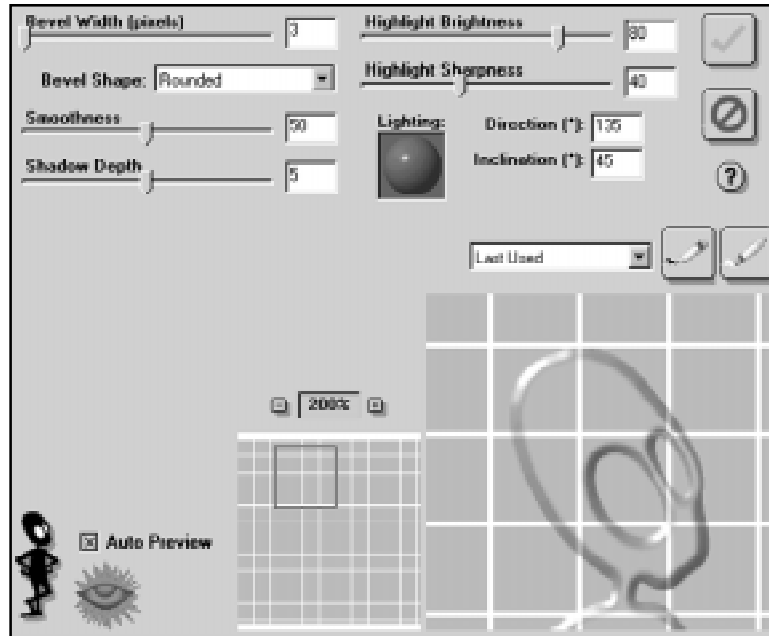 Bevel Width (pixels) 3
Highlight Brightness 80
Bevel Shape: Rounded
Highlight Sharpness 40
Smoothness 50
Lighting:
Direction (°): 135
Inclination (°): 45
Shadow Depth 5
?
Last Used
200%
Auto Preview